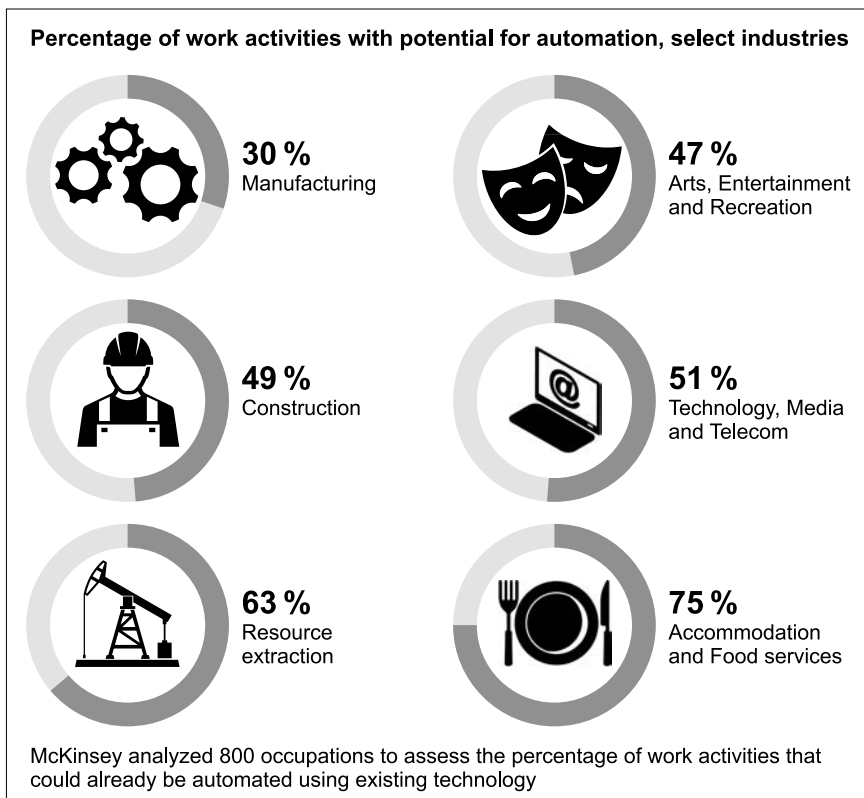 Percentage of work activities with potential for automation, select industries
30 %
Manufacturing
47 %
Arts, Entertainment
and Recreation
49 %
Construction
@
51 %
Technology, Media
and Telecom
63 %
Resource
extraction
75 %
Accommodation
and Food services
McKinsey analyzed 800 occupations to assess the percentage of work activities that
could already be automated using existing technology